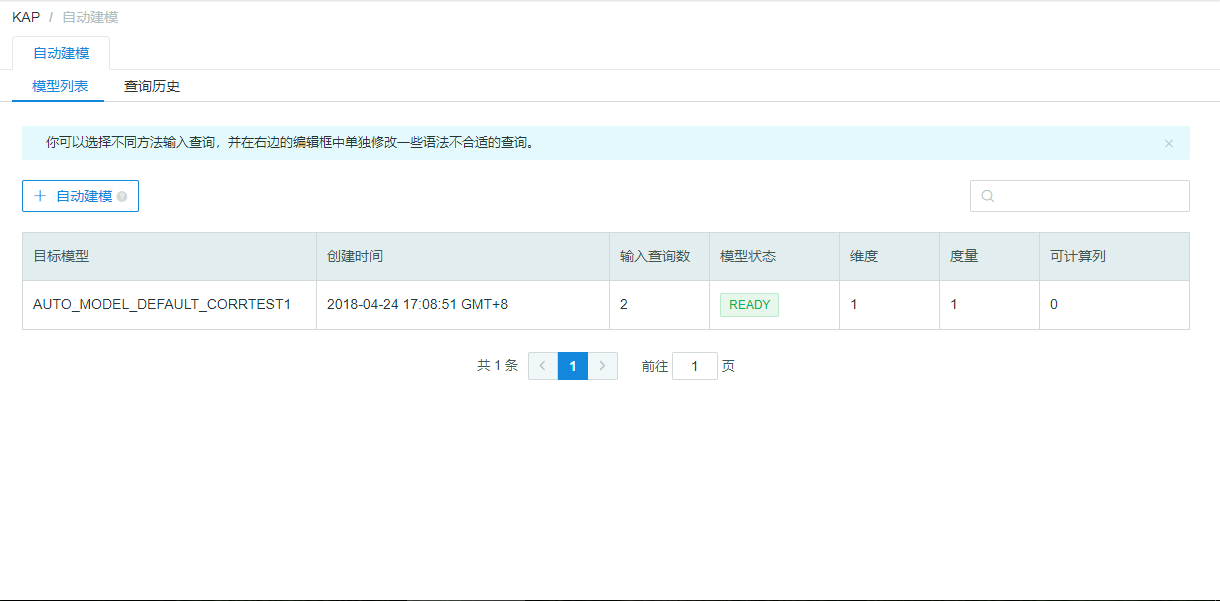 KAP / 自动建模
自动建模
模型列表 查询历史
你可以选择不同方法输入查询，并在右边的编辑框中单独修改一些语法不合适的查询。
+ 自动建模
目标模型 创建时间 输入查询数 模型状态 维度 度量 可计算列
AUTO_MODEL_DEFAULT_CORRTEST1 2018-04-24 17:08:51 GMT+8 2 READY 1 1 0
共 1 条 < 1 > 前往 1 页